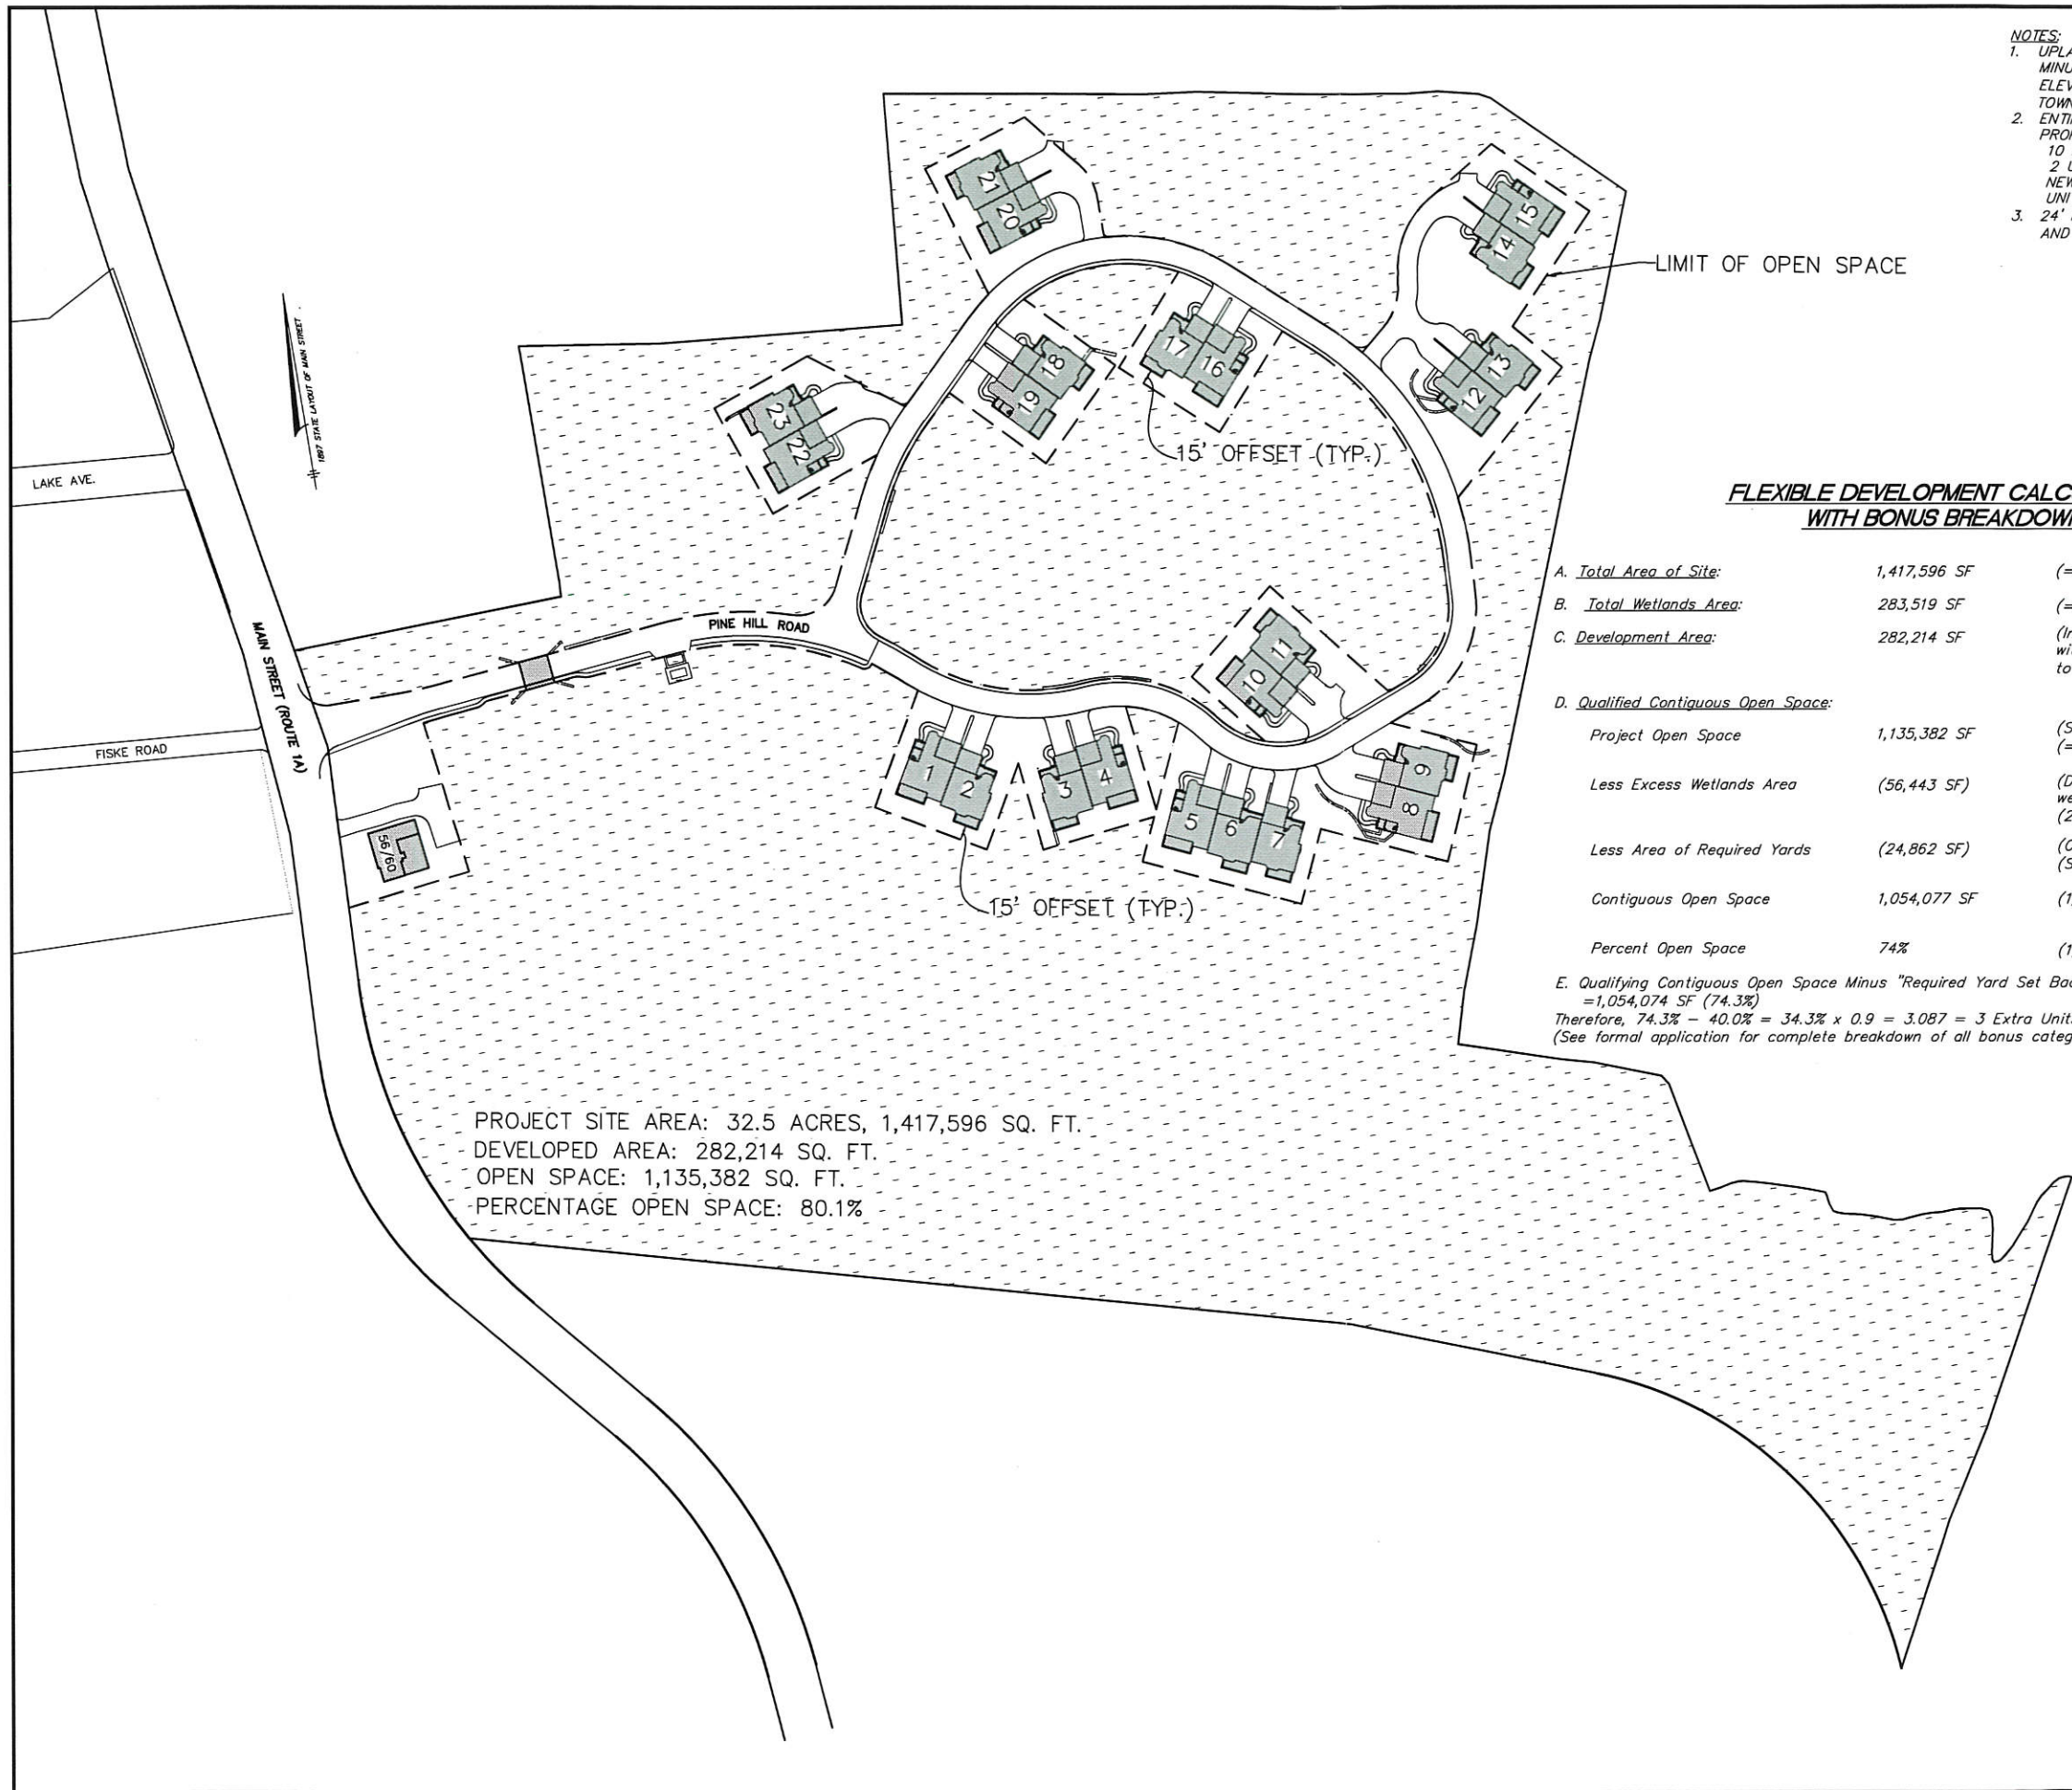 NOTES:
1. UPLA
MINU
ELEV
TOWN
2. ENTI
PRO
10
2 U
NEW
UNI
3. 24'
AND
21
20
15
14
LIMIT OF OPEN SPACE
17
16
18
19
13
12
23
22
15' OFFSET (TYP.)
1897 STATE LAYOUT OF MAIN STREET
LAKE AVE.
MAIN STREET (ROUTE 1A)
PINE HILL ROAD
FISKE ROAD
11
10
1
2
3
4
5
6
7
9
8
56/60
15' OFFSET (TYP.)
FLEXIBLE DEVELOPMENT CALC
WITH BONUS BREAKDOW
A. Total Area of Site: 1,417,596 SF (=
B. Total Wetlands Area: 283,519 SF (=
C. Development Area: 282,214 SF (Ir
wi
to
D. Qualified Contiguous Open Space:
Project Open Space 1,135,382 SF (S
(=
Less Excess Wetlands Area (56,443 SF) (D
we
(2
Less Area of Required Yards (24,862 SF) (C
(S
Contiguous Open Space 1,054,077 SF (1,
Percent Open Space 74% (1
E. Qualifying Contiguous Open Space Minus "Required Yard Set Bac
=1,054,074 SF (74.3%)
Therefore, 74.3% - 40.0% = 34.3% x 0.9 = 3.087 = 3 Extra Unit
(See formal application for complete breakdown of all bonus categ
PROJECT SITE AREA: 32.5 ACRES, 1,417,596 SQ. FT.
DEVELOPED AREA: 282,214 SQ. FT.
OPEN SPACE: 1,135,382 SQ. FT.
PERCENTAGE OPEN SPACE: 80.1%